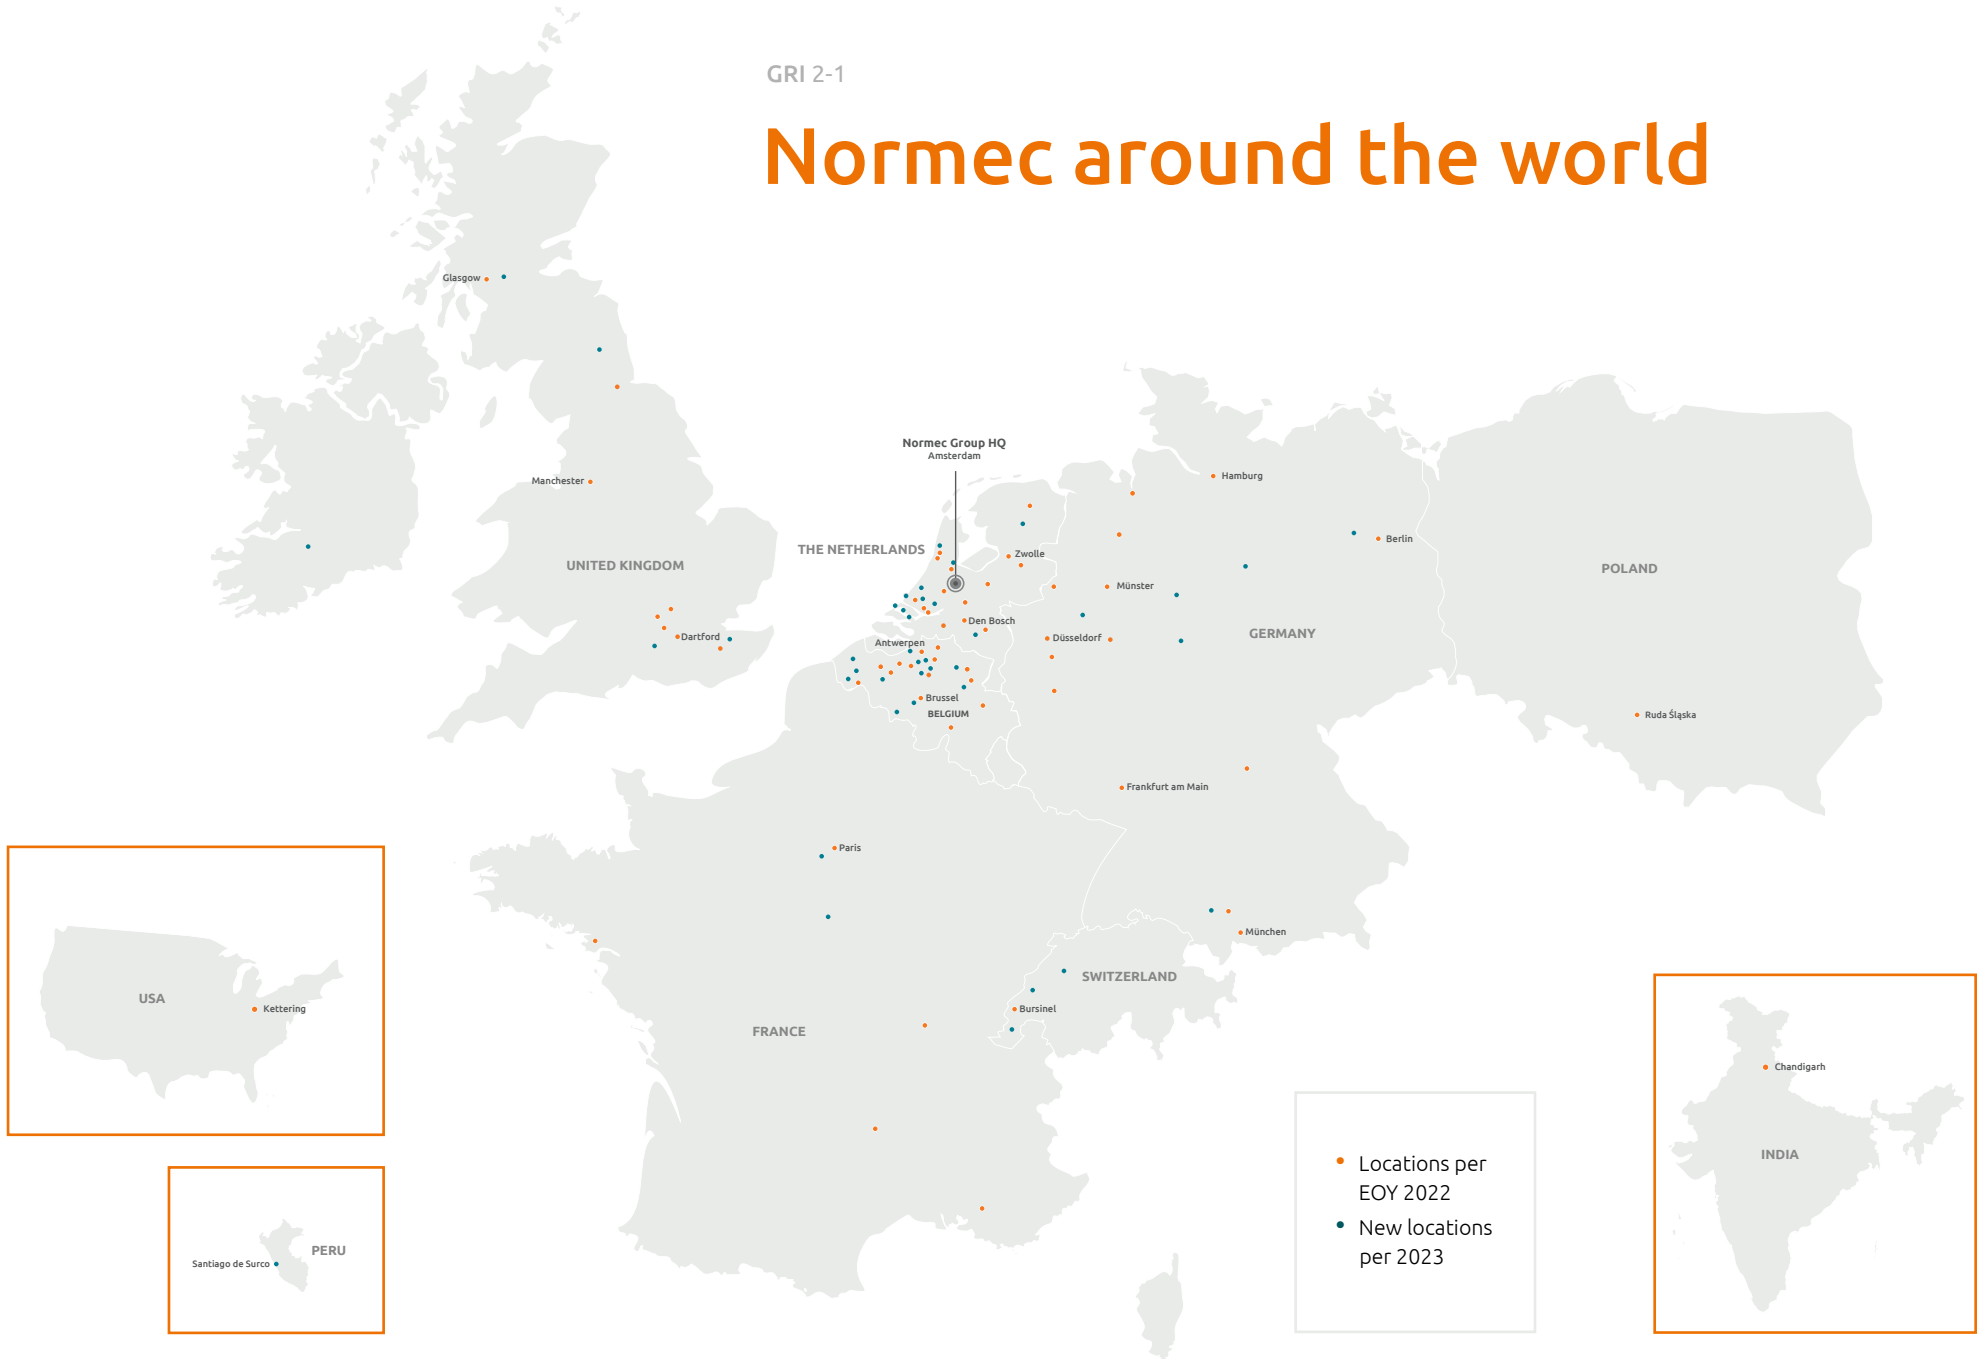 GRI 2-1
Normec around the world
Glasgow
Manchester
Normec Group HQ
Amsterdam
Hamburg
THE NETHERLANDS
Zwolle
Berlin
UNITED KINGDOM
POLAND
Münster
Den Bosch
GERMANY
Dartford
Antwerpen
Düsseldorf
Brussel
BELGIUM
Ruda Śląska
Frankfurt am Main
Paris
München
SWITZERLAND
USA
Kettering
Bursinel
FRANCE
Chandigarh
INDIA
Locations per
EOY 2022
New locations
per 2023
PERU
Santiago de Surco